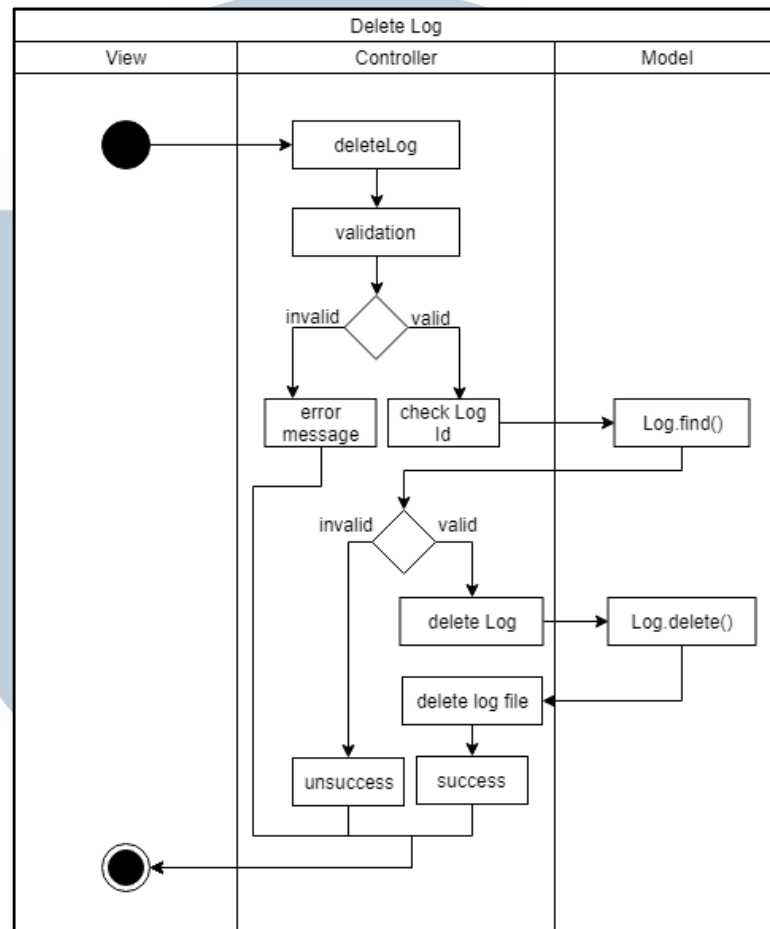 Delete Log
View
Controller
Model
deleteLog
validation
invalid
valid
error
message
check Log
Id
Log.find()
invalid
valid
delete Log
Log.delete()
delete log file
unsuccess
success